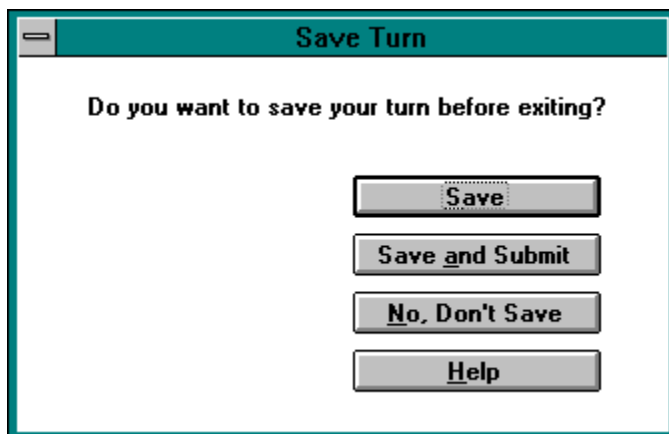 Save Turn
Do you want to save your turn before exiting?
Save
Save and Submit
No, Don't Save
Help